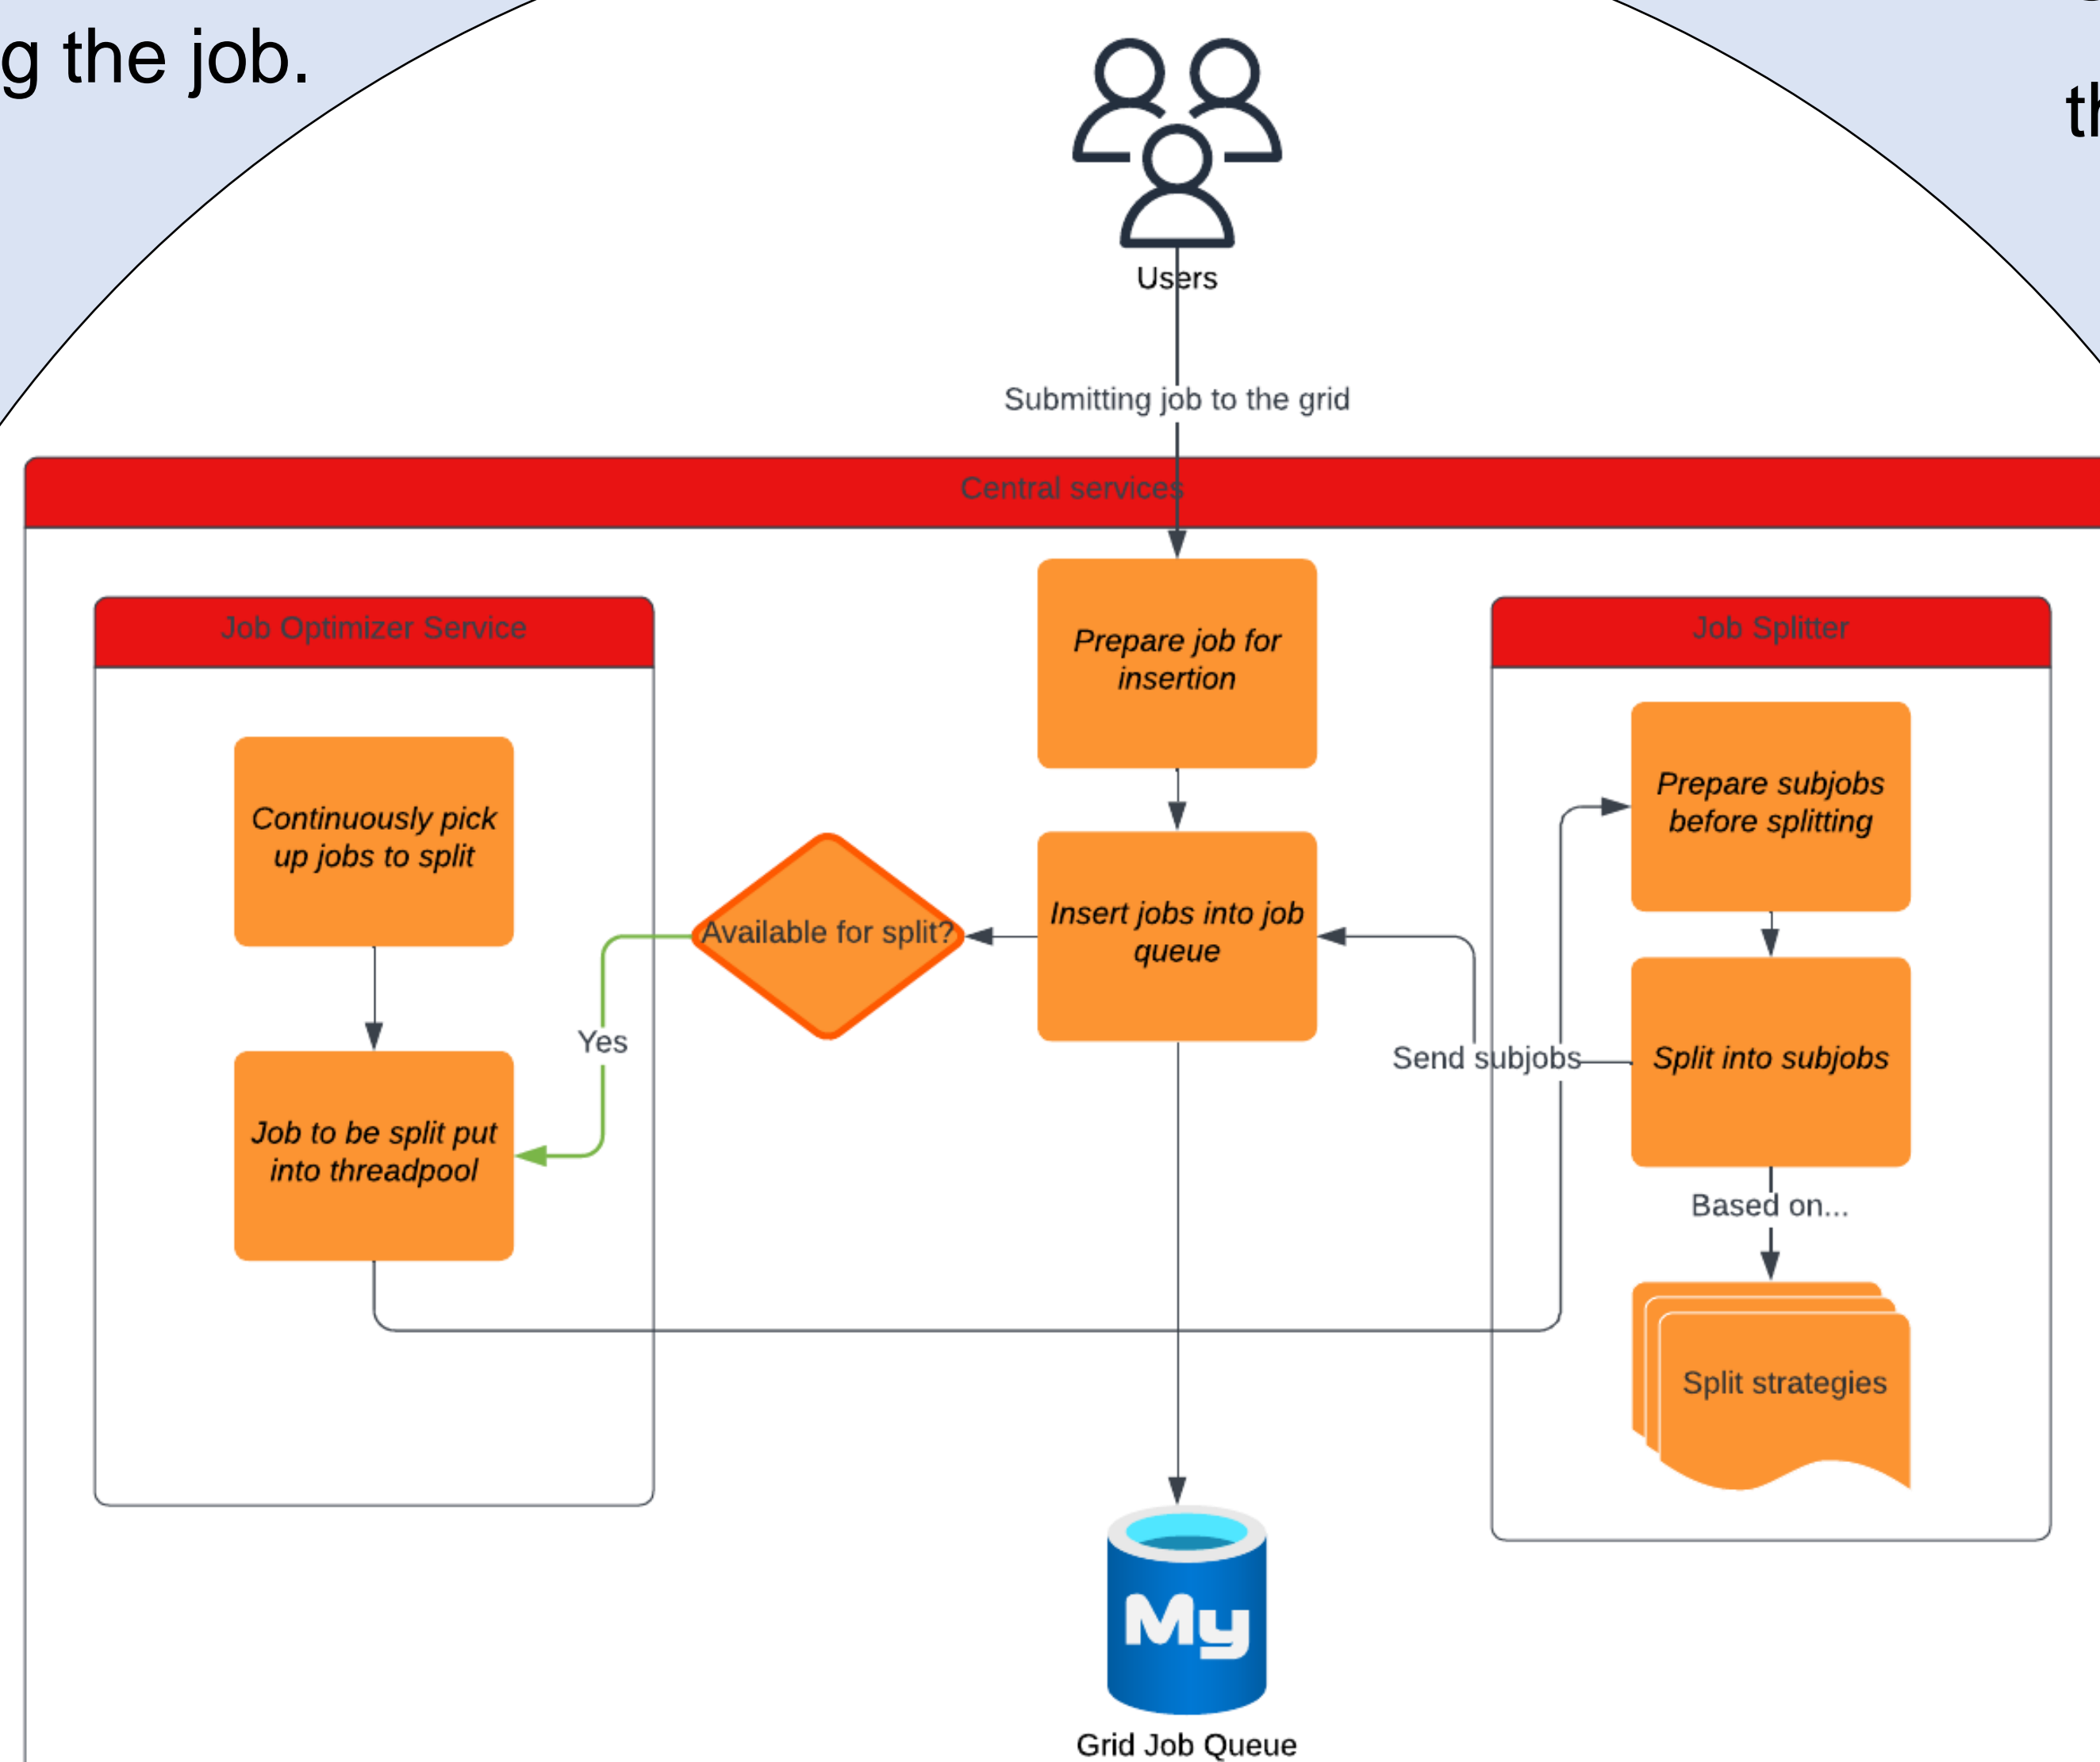 g the job.
th
Users
Submitting job to the grid
Central services
Job Optimizer Service
Continuously pick
up jobs to split
Job to be split put
into threadpool
Yes
Available for split?
Prepare job for
insertion
Insert jobs into job
queue
Send subjobs
Job Splitter
Prepare subjobs
before splitting
Split into subjobs
Based on...
Split strategies
My
Grid Job Queue